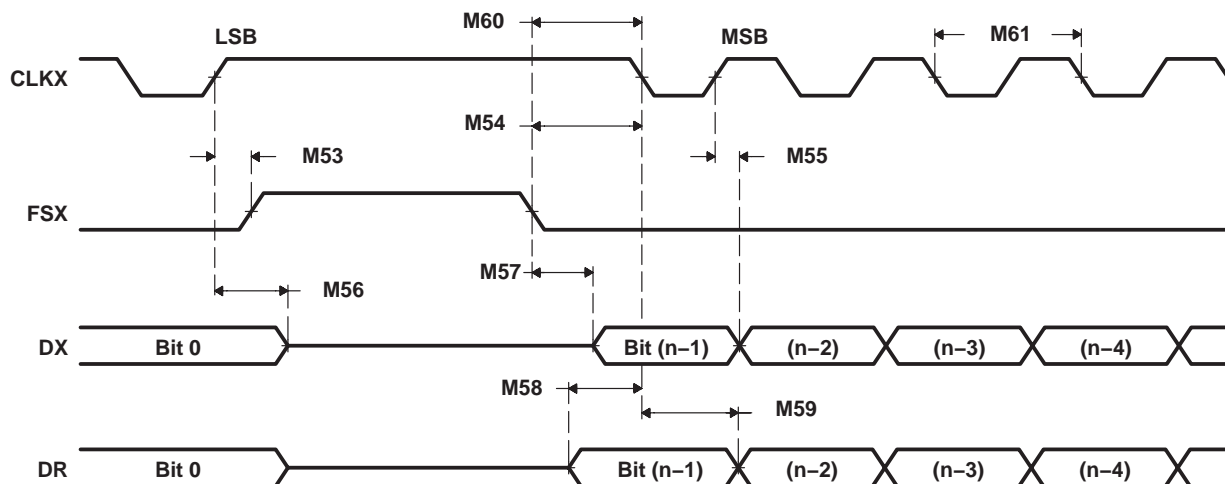 M60
LSB
MSB
M61
CLKX
M54
M53
M55
FSX
M57
M56
DX
Bit 0
Bit (n−1)
(n−2)
(n−3)
(n−4)
M58
M59
DR
Bit 0
Bit (n−1)
(n−2)
(n−3)
(n−4)